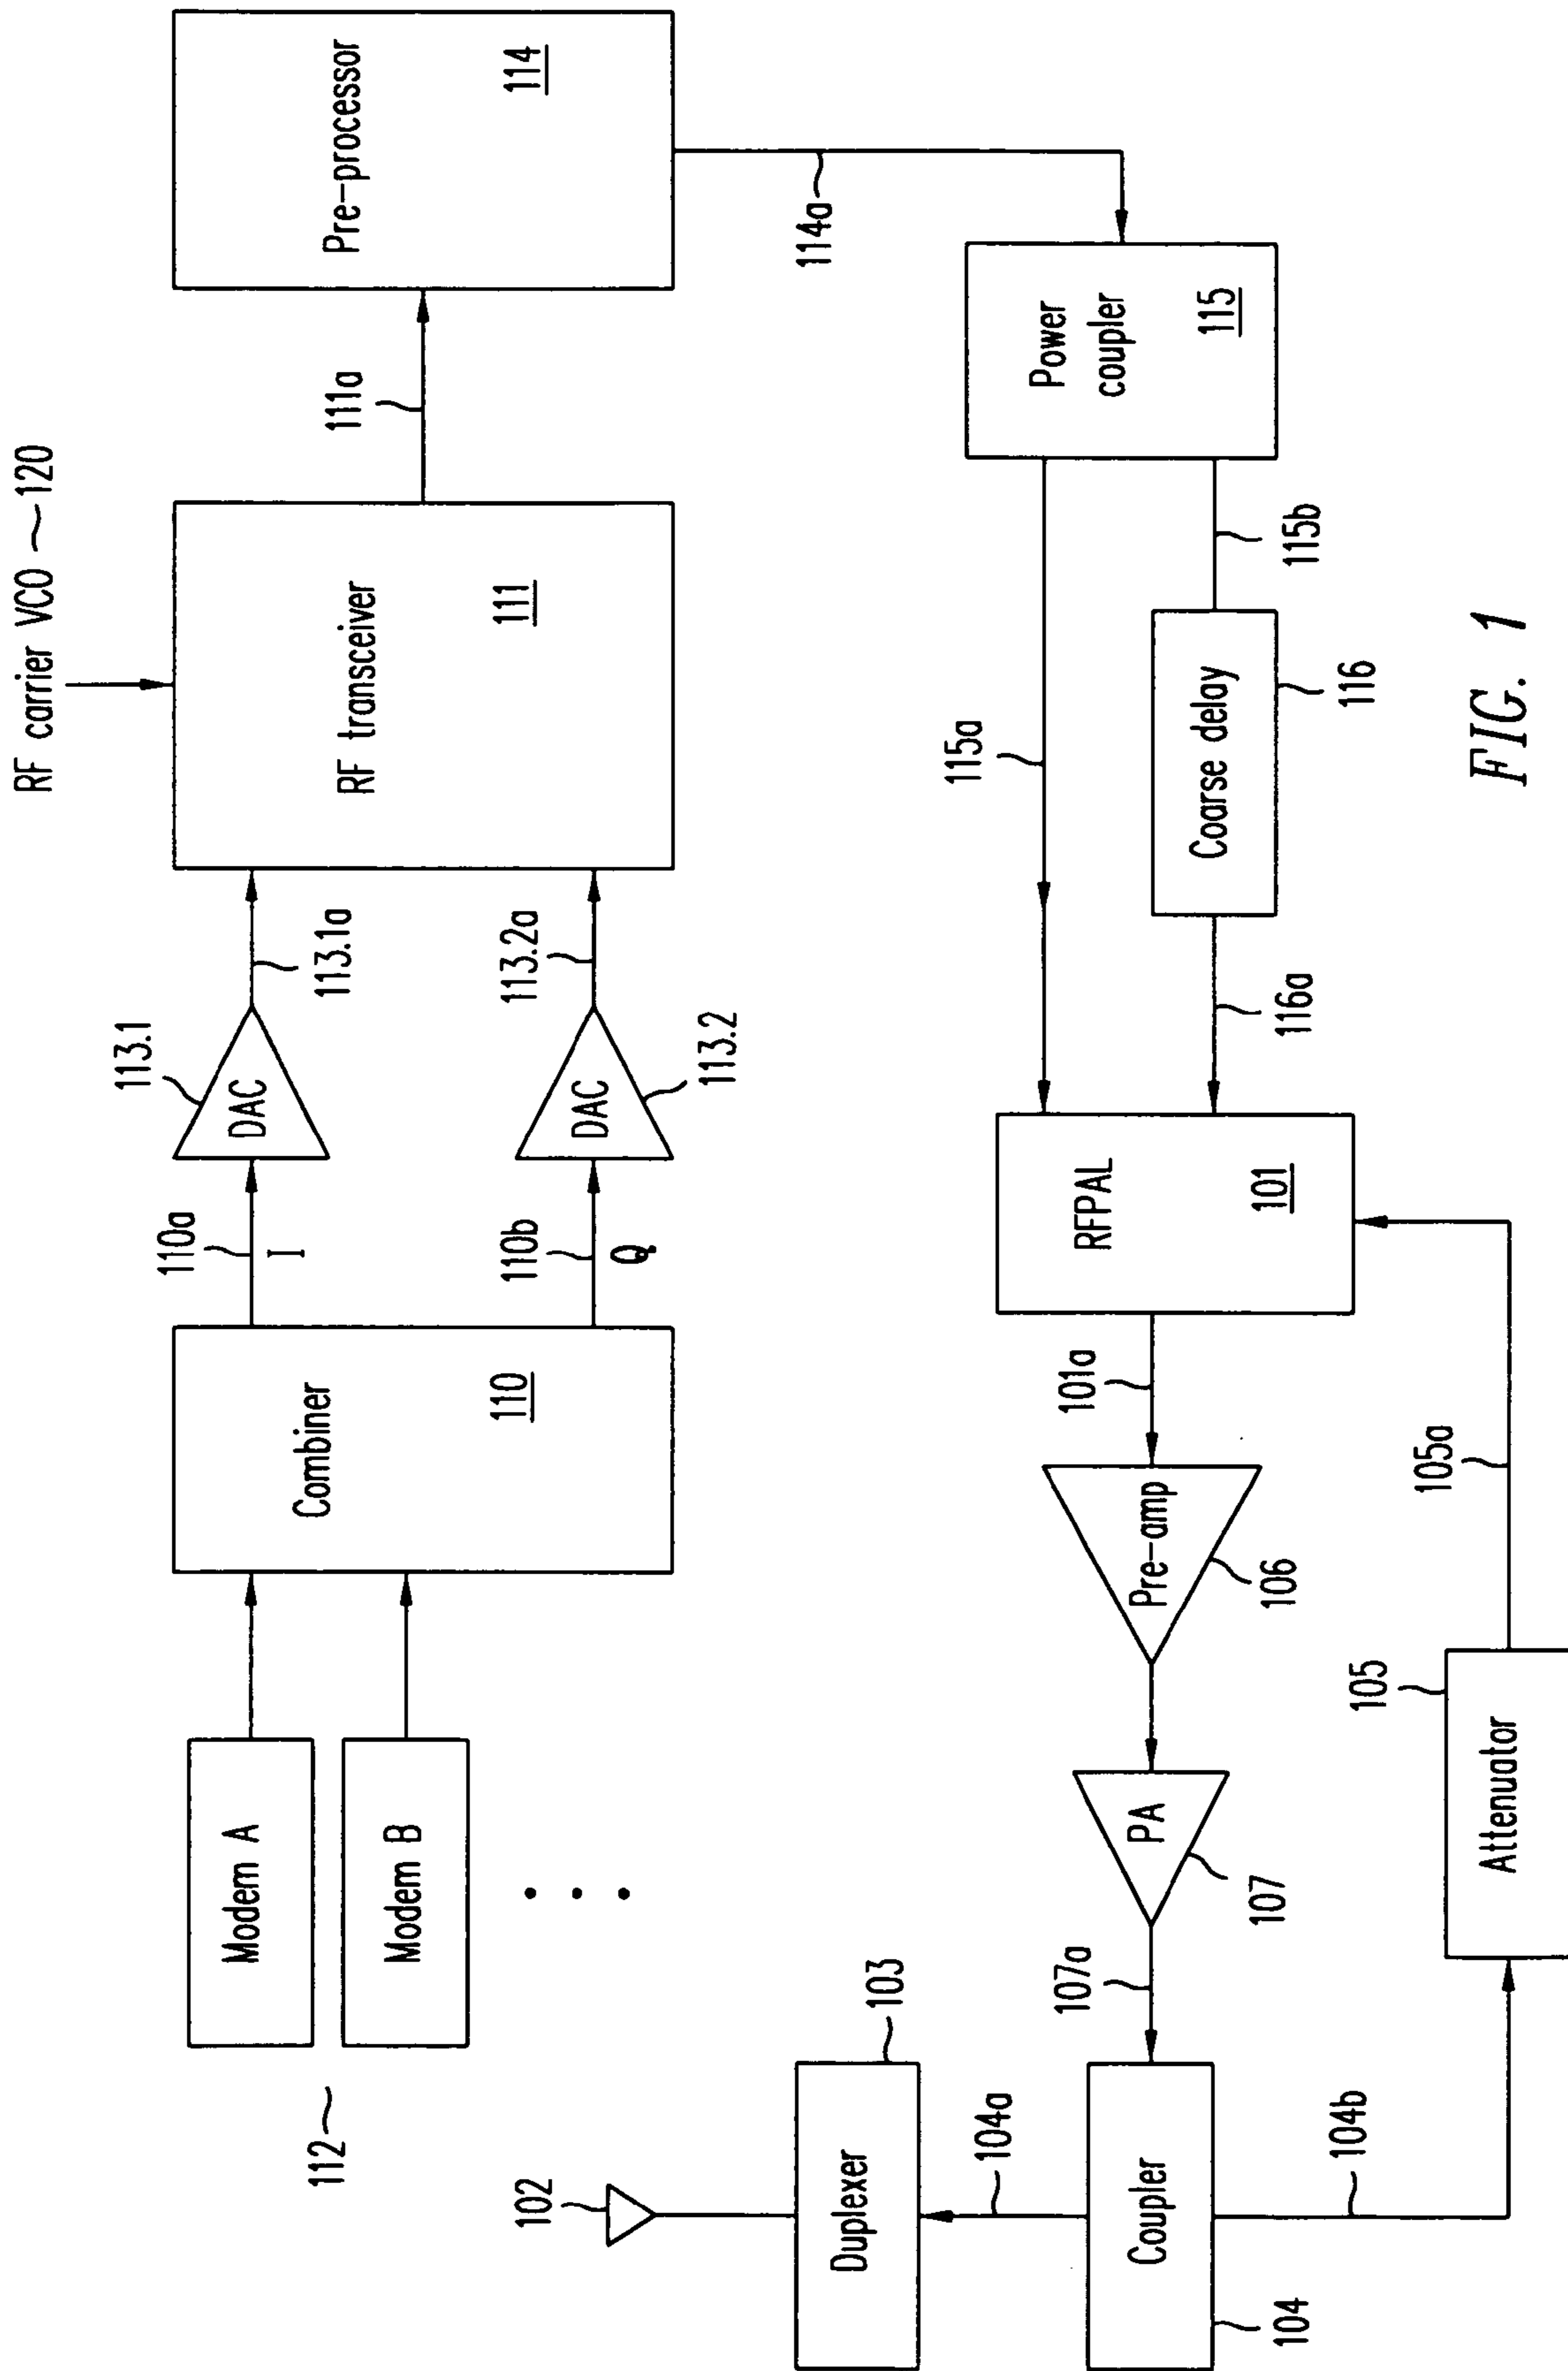 RF carrier VCO ~ 120
Modem A
Modem B
112
Combiner
110
110a
I
110b
Q
DAC
113.1
113.1a
DAC
113.2
113.2a
RF transceiver
111
111a
Pre-processor
114
114a
Power
coupler
115
115a
115b
Coarse delay
116
116a
RFPAL
101
101a
Pre-amp
106
PA
107
107a
102
Duplexer
103
104a
Coupler
104
104b
Attenuator
105
105a
FIG. 1